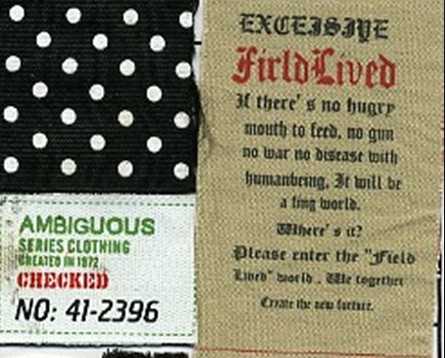 AMBIGUOUS
SERIES CLOTHING
CREATED IN 1972
CHECKED
NO: 41-2396
EXCEISIYE
FirldLived
If there's no hugry
mouth to feed, no gun
no war no disease with
humanbeing, It will be
a fing world.
Where's it?
Please enter the "Field
Lived" world . We together
Create the new furture.